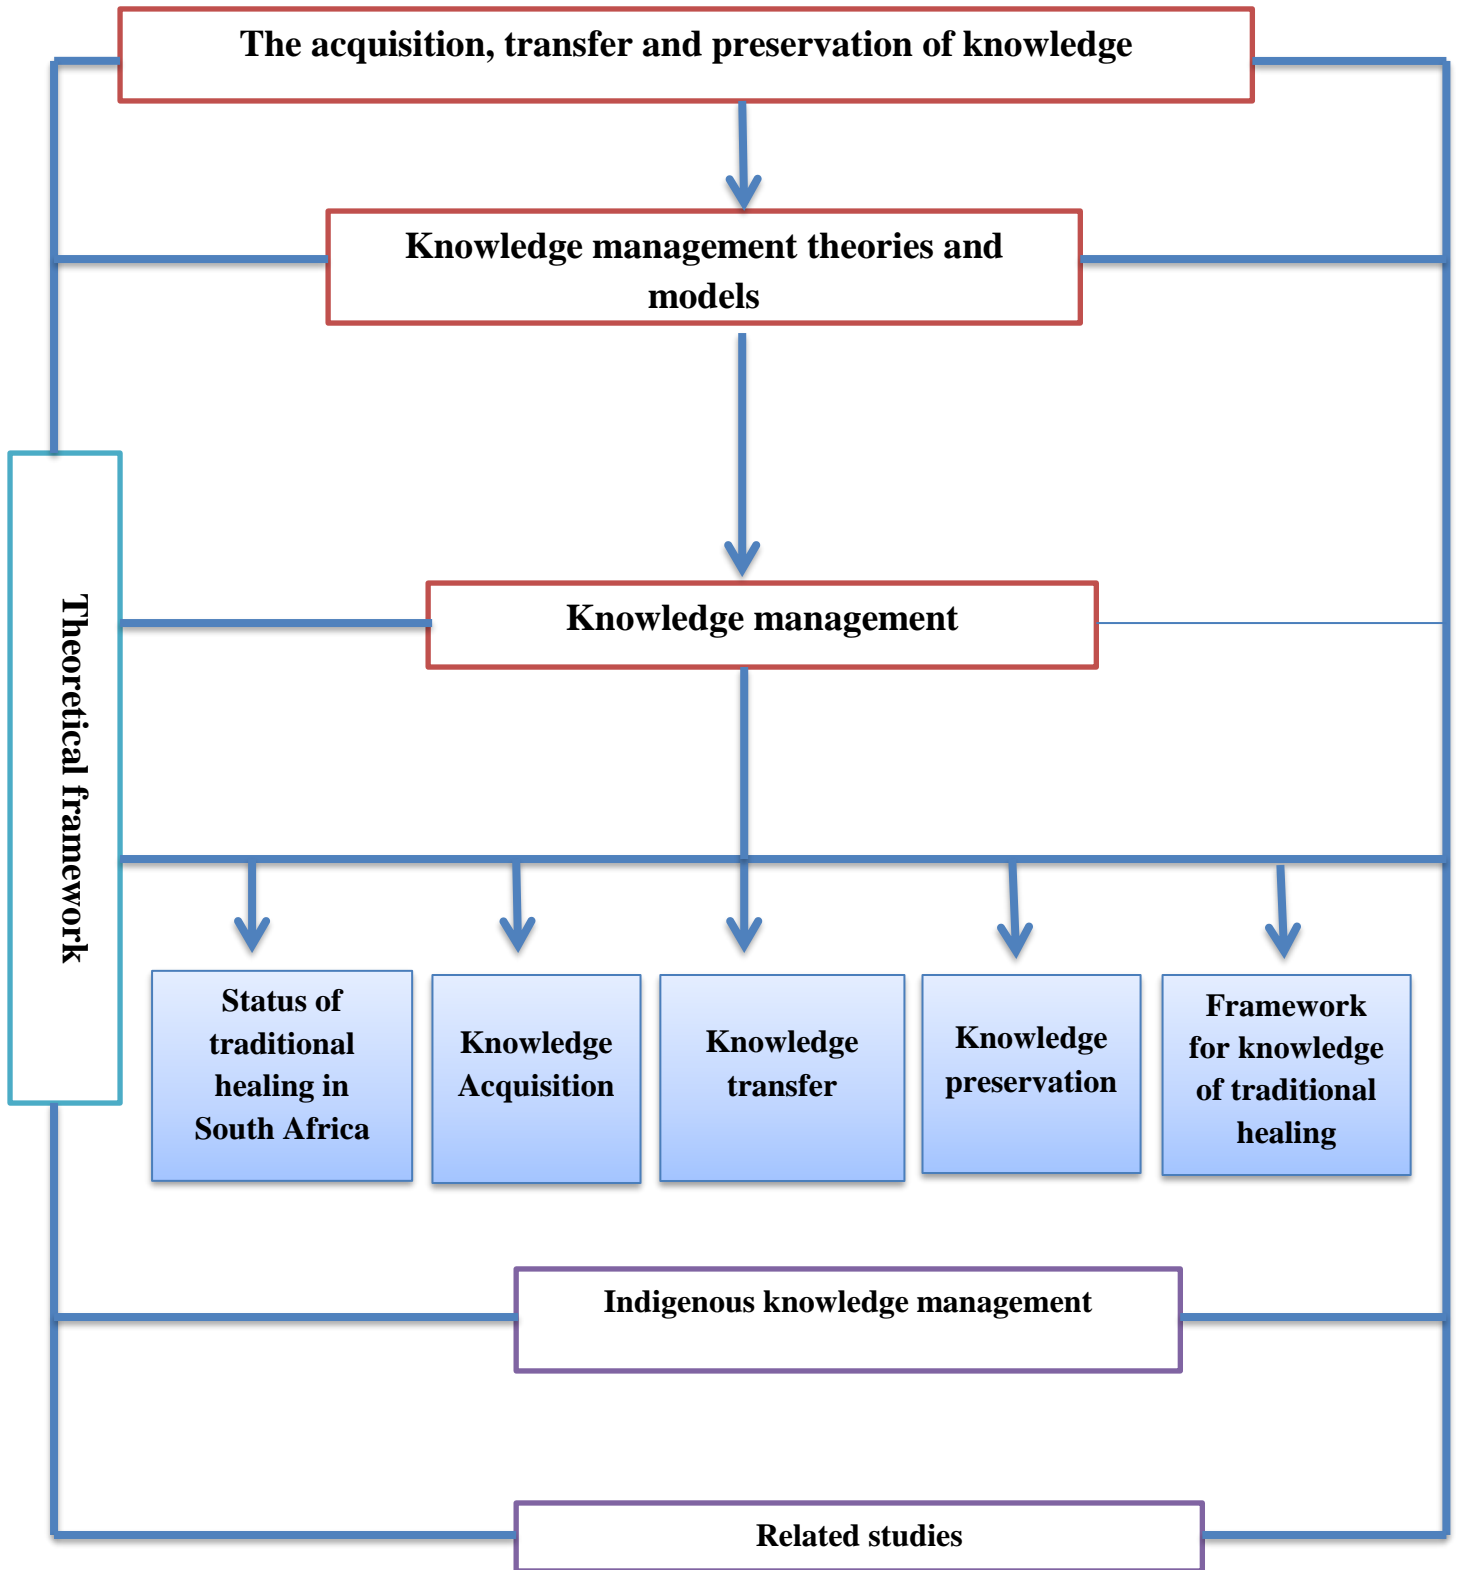 The acquisition, transfer and preservation of knowledge
Knowledge management theories and
models
Theoretical framework
Knowledge management
Status of
traditional
healing in
South Africa
Knowledge
Acquisition
Knowledge
transfer
Knowledge
preservation
Framework
for knowledge
of traditional
healing
Indigenous knowledge management
Related studies